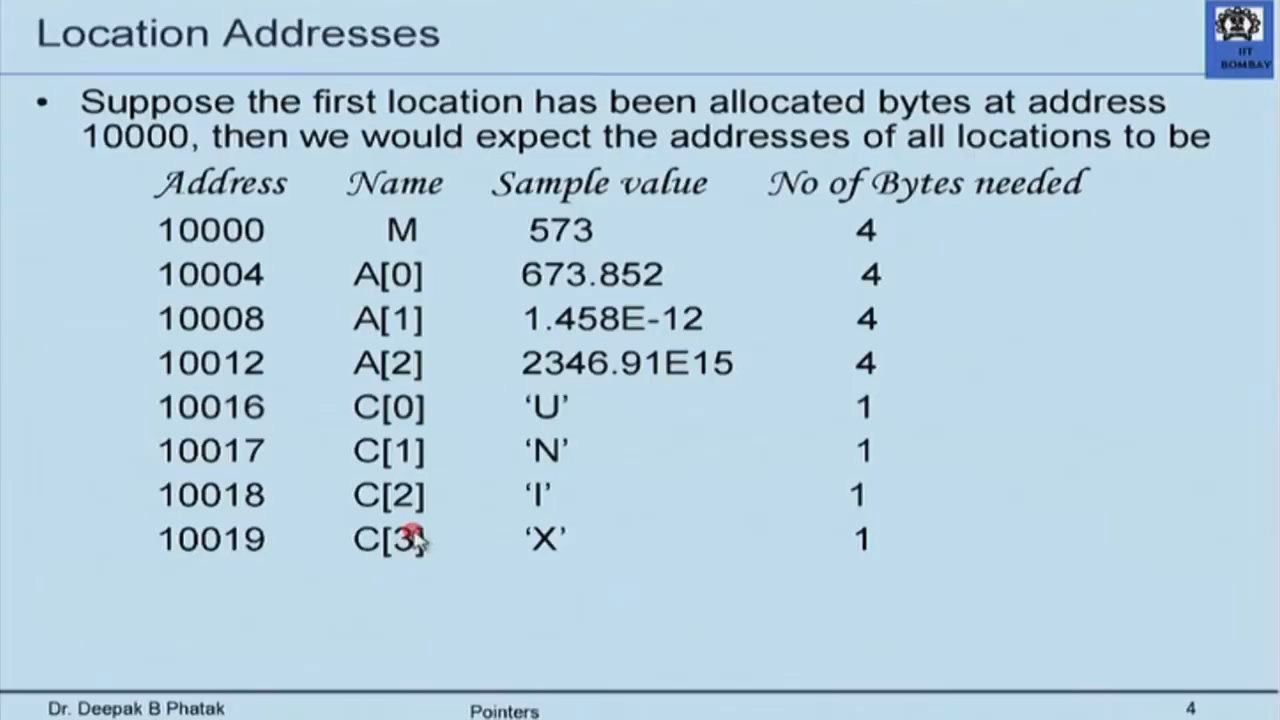 Location Addresses
IIT
BOMBAY
• Suppose the first location has been allocated bytes at address
10000, then we would expect the addresses of all locations to be
Address Name Sample value No of Bytes needed
10000 M 573 4
10004 A[0] 673.852 4
10008 A[1] 1.458E-12 4
10012 A[2] 2346.91E15 4
10016 C[0] ‘U’ 1
10017 C[1] ‘N’ 1
10018 C[2] ‘I’ 1
10019 C[3] ‘X’ 1
Dr. Deepak B Phatak Pointers 4